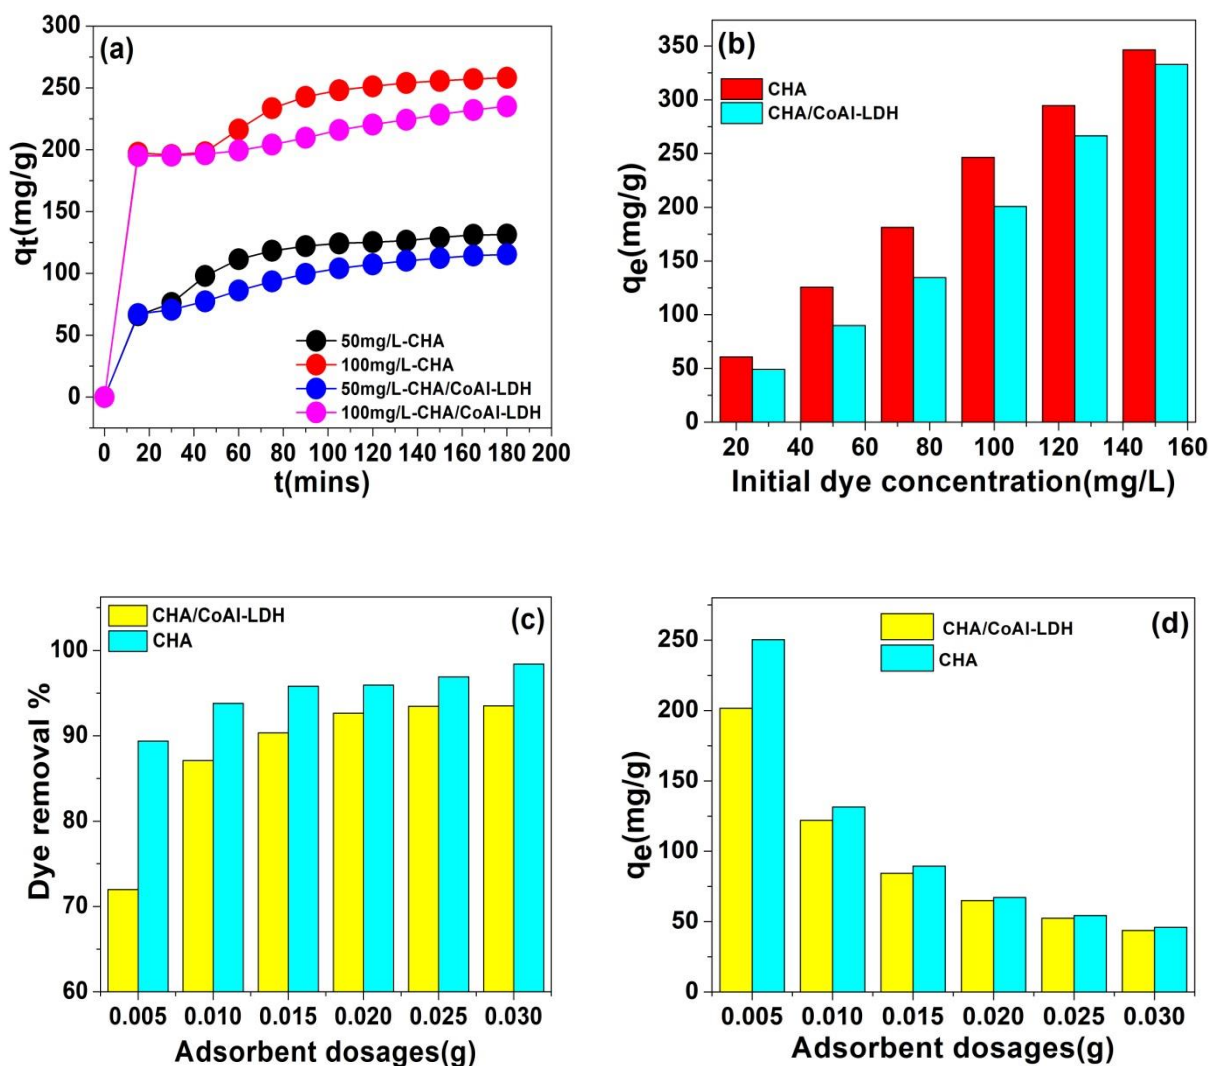 (a)
300
250
200
150
100
50
0
qt(mg/g)
50mg/L-CHA
100mg/L-CHA
50mg/L-CHA/CoAl-LDH
100mg/L-CHA/CoAl-LDH
0 20 40 60 80 100 120 140 160 180 200
t(mins)
(b)
CHA
CHA/CoAl-LDH
350
300
250
200
150
100
50
0
qe(mg/g)
20 40 60 80 100 120 140 160
Initial dye concentration(mg/L)
(c)
CHA/CoAl-LDH
CHA
100
90
80
70
60
Dye removal %
0.005 0.010 0.015 0.020 0.025 0.030
Adsorbent dosages(g)
(d)
CHA/CoAl-LDH
CHA
250
200
150
100
50
0
qe(mg/g)
0.005 0.010 0.015 0.020 0.025 0.030
Adsorbent dosages(g)